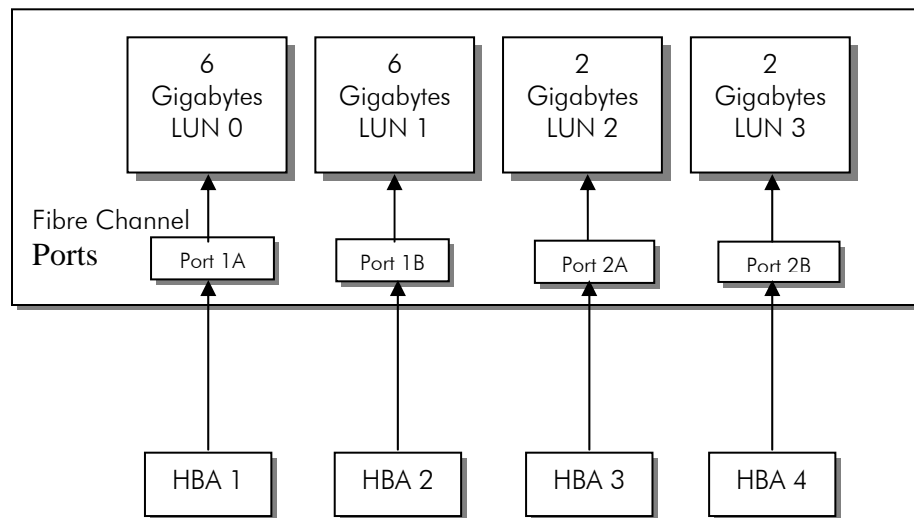 6
Gigabytes
LUN 0
6
Gigabytes
LUN 1
2
Gigabytes
LUN 2
2
Gigabytes
LUN 3
Fibre Channel
Ports
Port 1A
Port 1B
Port 2A
Port 2B
HBA 1
HBA 2
HBA 3
HBA 4